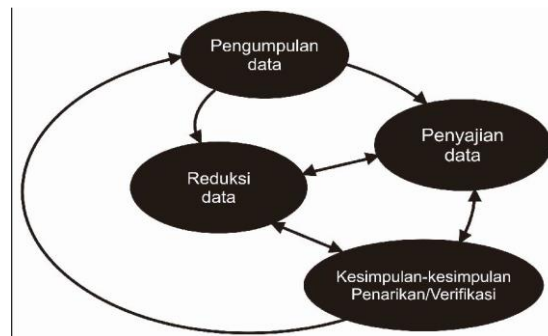 Pengumpulan
data
Penyajian
data
Reduksi
data
Kesimpulan-kesimpulan
Penarikan/Verifikasi